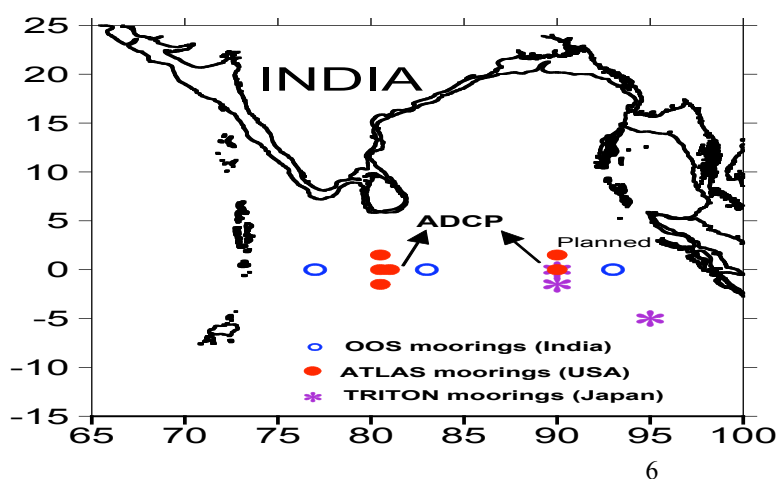 25
20
15
10
5
0
-5
-10
-15
INDIA
ADCP
Planned
OOS moorings (India)
ATLAS moorings (USA)
TRITON moorings (Japan)
65 70 75 80 85 90 95 100
6